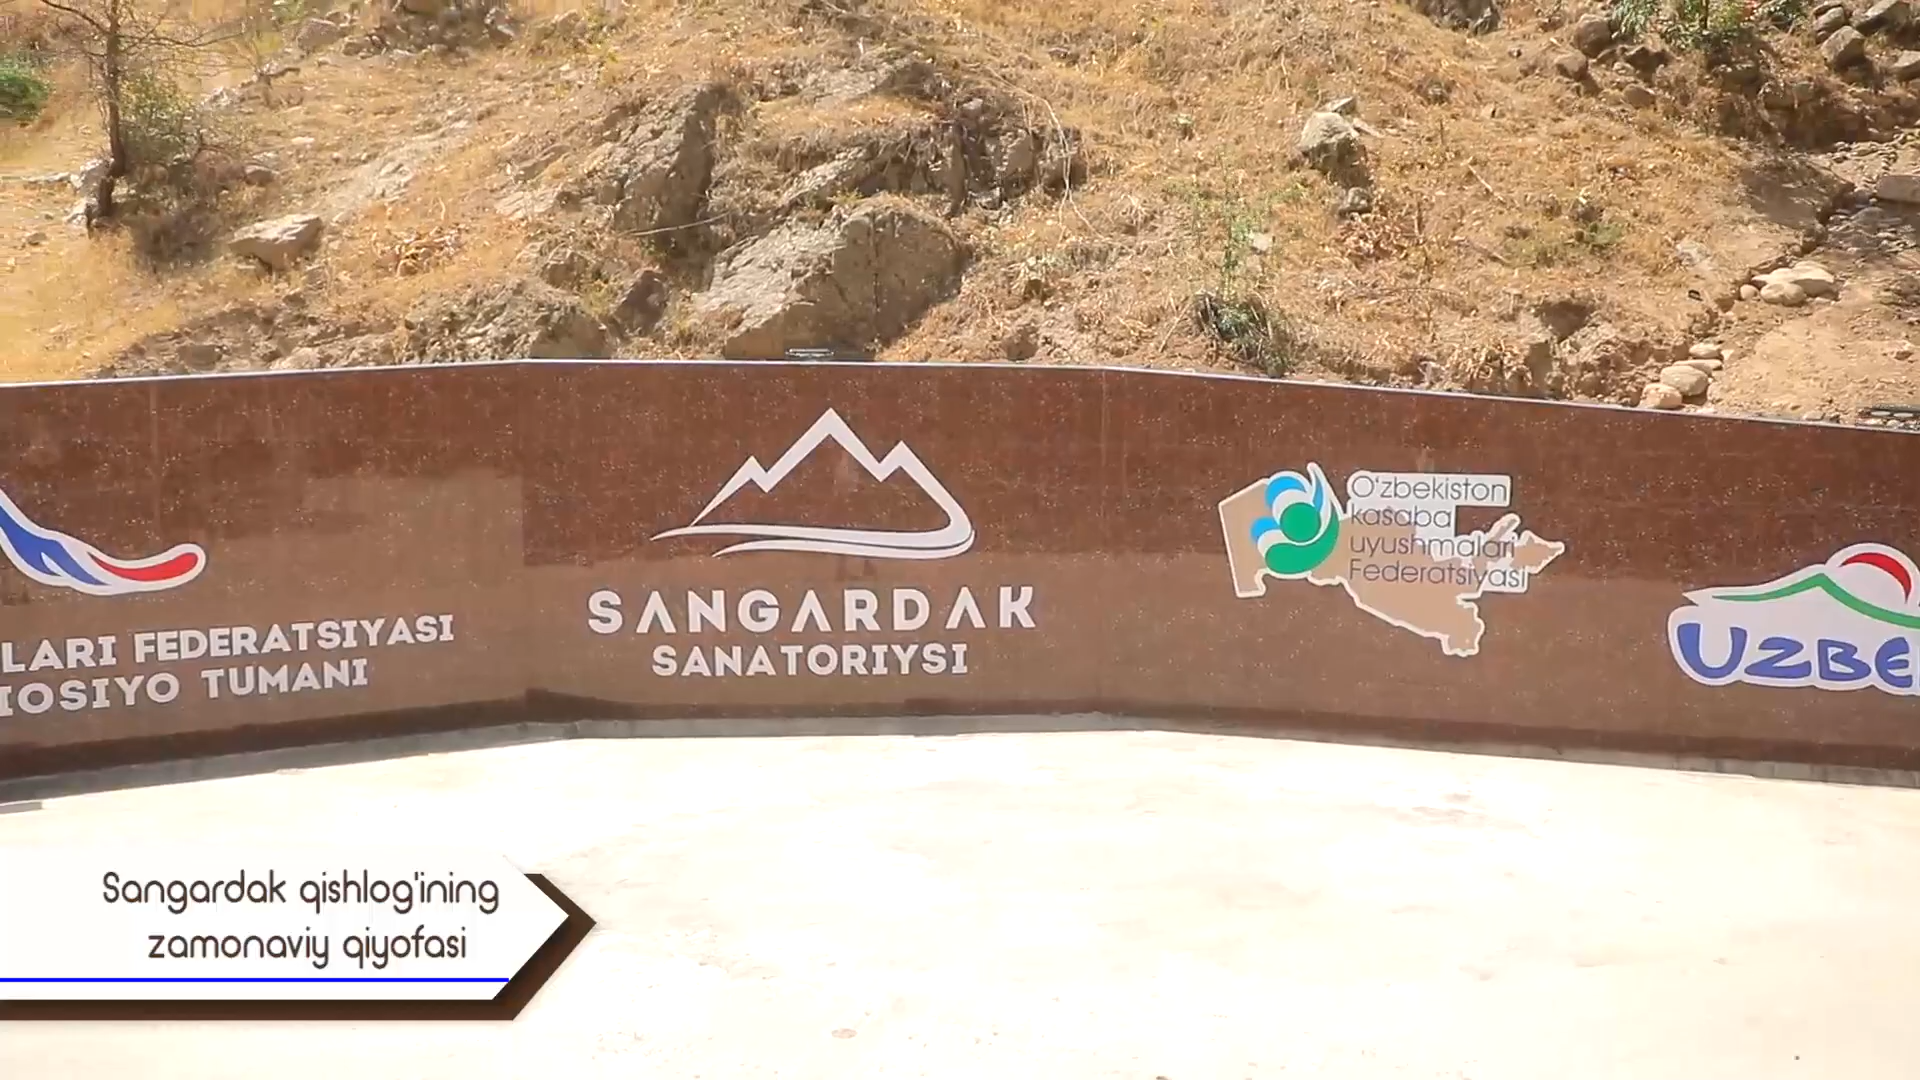 LARI FEDERATSIYASI
IOSIYO TUMANI
SANGARDAK
SANATORIYSI
O'zbekiston
kasaba
uyushmalari
Federatsiyasi
UZBE
Sangardak qishlog'ining
zamonaviy qiyofasi